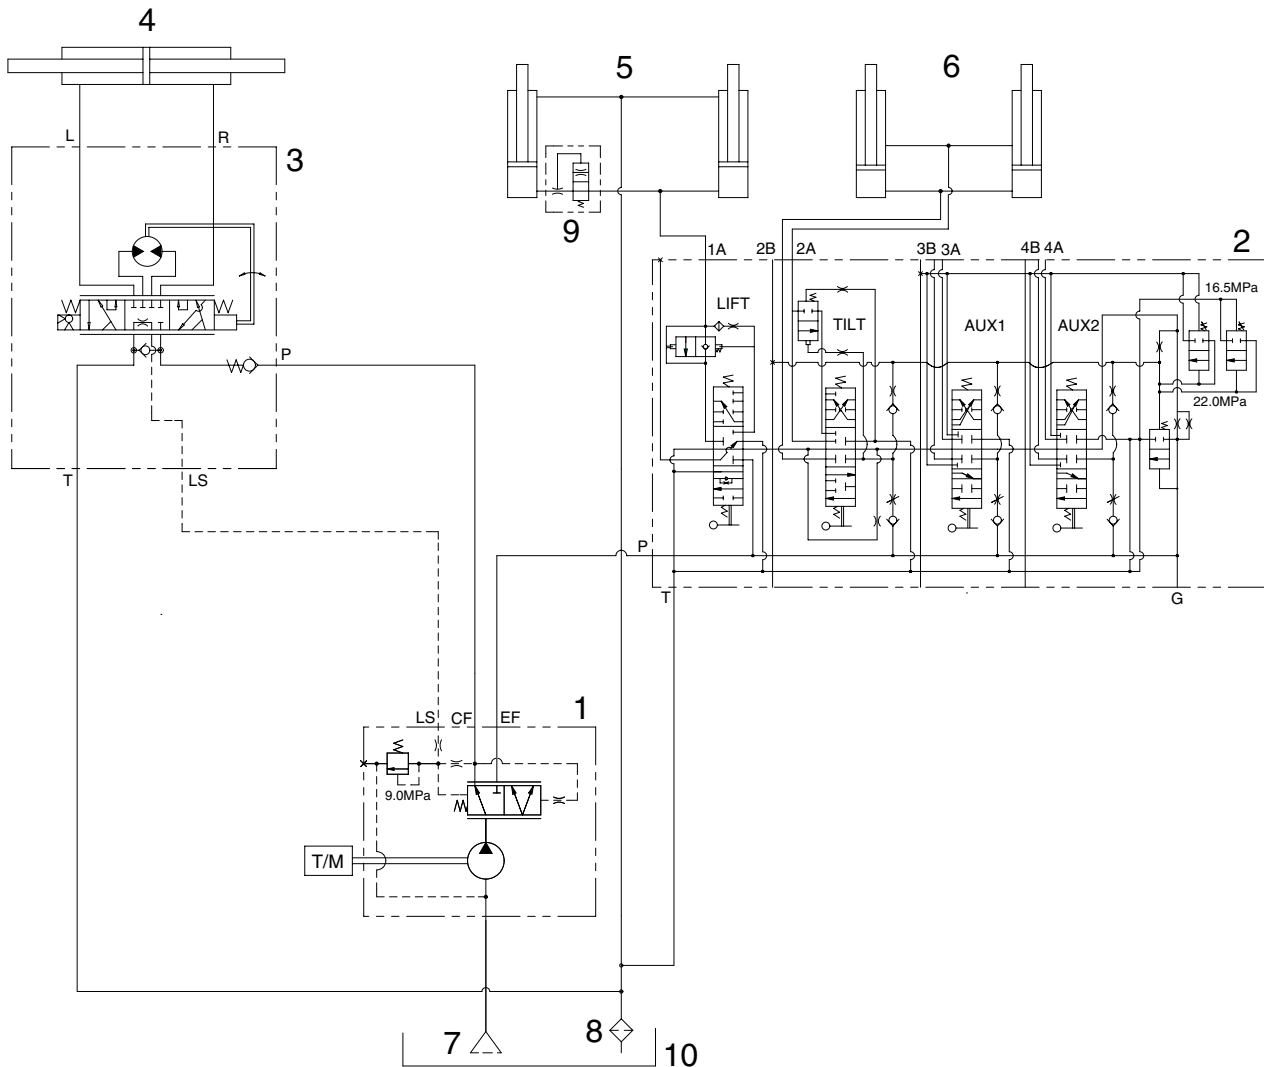 4
5
6
L
R
3
9
1A
2B
2A
3B
3A
4B
4A
2
LIFT
TILT
AUX1
AUX2
16.5MPa
22.0MPa
P
T
LS
P
T
G
LS
CF
EF
1
9.0MPa
T/M
7
8
10